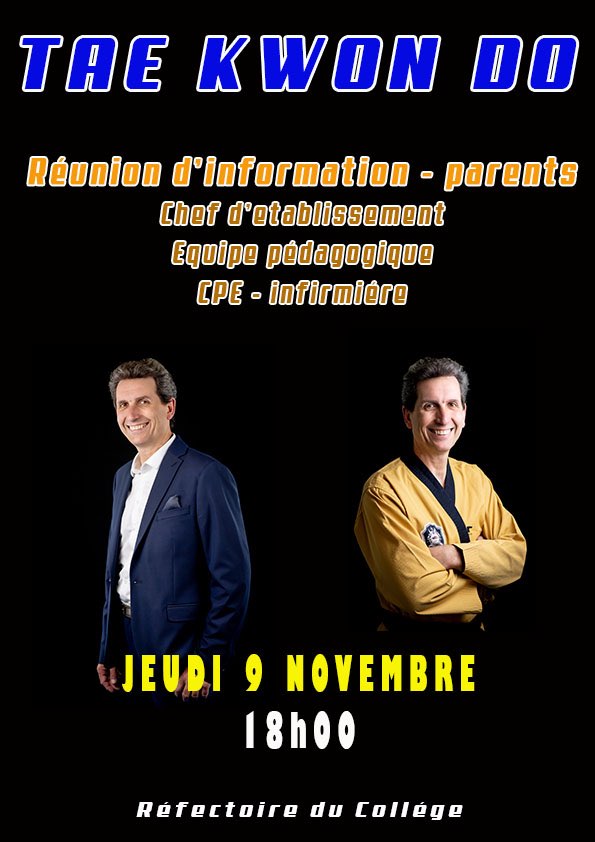 TAE KWON DO
Réunion d'information - parents
Chef d'etablissement
Equipe pédagogique
CPE - infirmiére
JEUDI 9 NOVEMBRE
18h00
Réfectoire du Collége